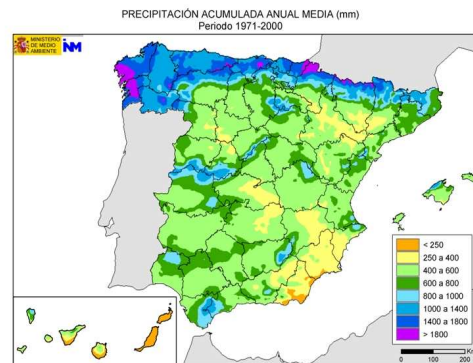 PRECIPITACIÓN ACUMULADA ANUAL MEDIA (mm)
Periodo 1971-2000
MINISTERIO
DE MEDIO
AMBIENTE
INM
< 250
250 a 400
400 a 600
600 a 800
800 a 1000
1000 a 1400
1400 a 1800
> 1800
0
100
200